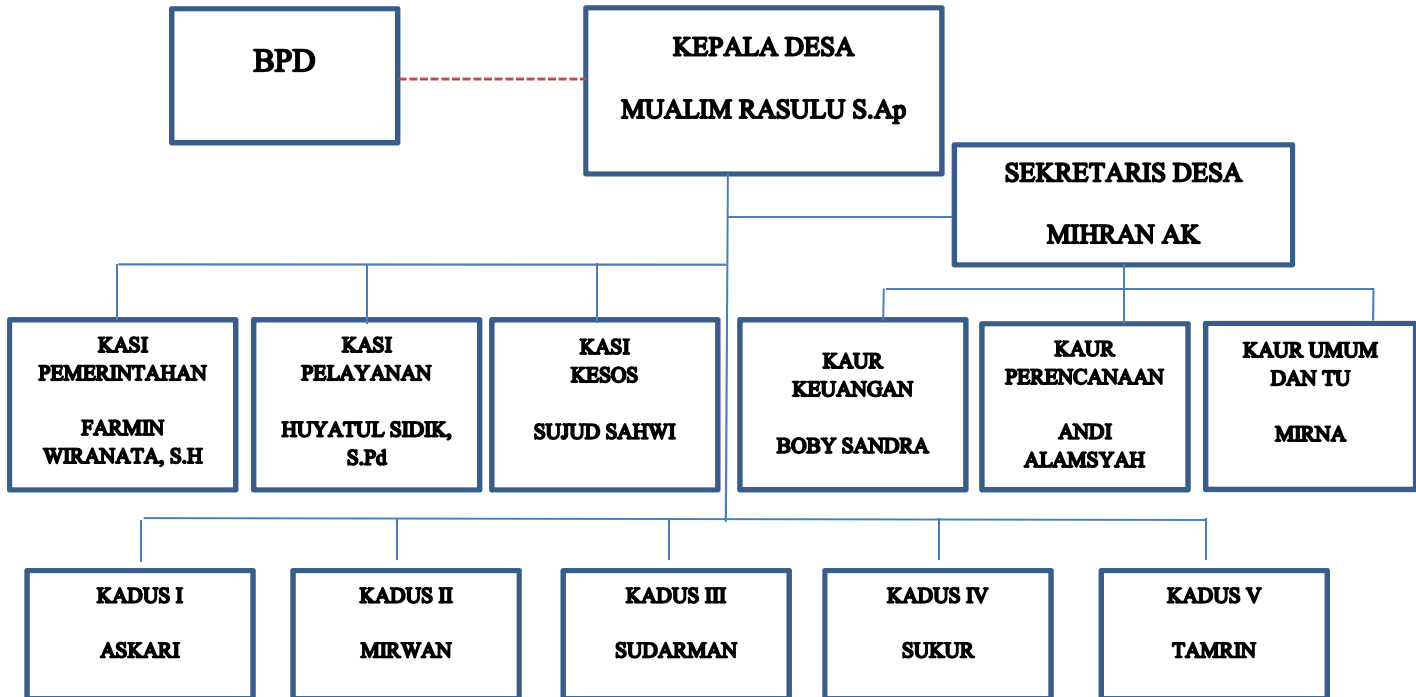 BPD
KEPALA DESA
MUALIM RASULU S.Ap
SEKRETARIS DESA
MIHRAN AK
KASI
PEMERINTAHAN
FARMIN
WIRANATA, S.H
KASI
PELAYANAN
HUYATUL SIDIK,
S.Pd
KASI
KESOS
SUJUD SAHWI
KAUR
KEUANGAN
BOBY SANDRA
KAUR
PERENCANAAN
ANDI
ALAMSYAH
KAUR UMUM
DAN TU
MIRNA
KADUS I
ASKARI
KADUS II
MIRWAN
KADUS III
SUDARMAN
KADUS IV
SUKUR
KADUS V
TAMRIN